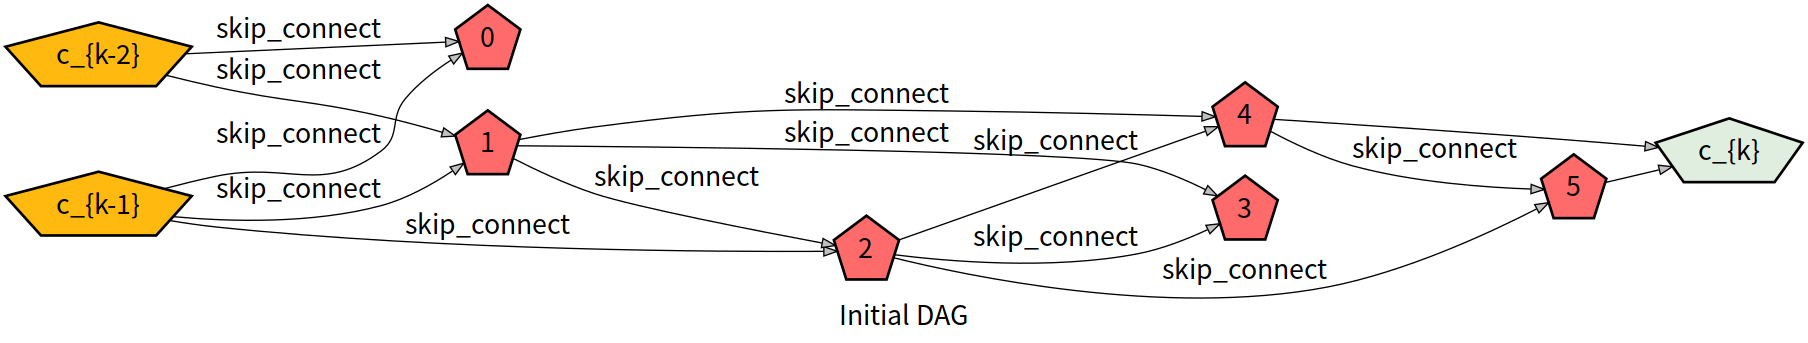 skip_connect
0
c_{k-2}
skip_connect
skip_connect
4
skip_connect
1
skip_connect
skip_connect
skip_connect
c_{k}
skip_connect
skip_connect
5
c_{k-1}
3
skip_connect
skip_connect
2
skip_connect
Initial DAG